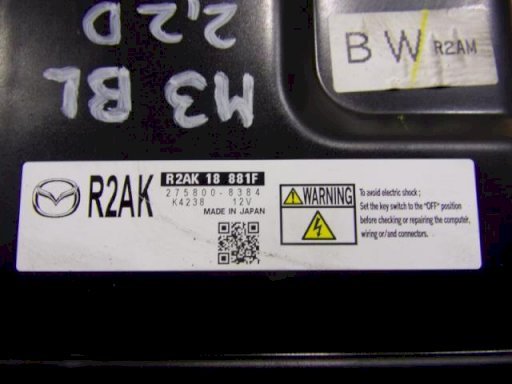 M3 BL
2,2D
B W R2AM
R2AK
R2AK 18 881F
275800-8384
K4238 12V
MADE IN JAPAN
WARNING
To avoid electric shock ;
Set the key switch to the "OFF" position
before checking or repairing the computer,
wiring or/and connectors.